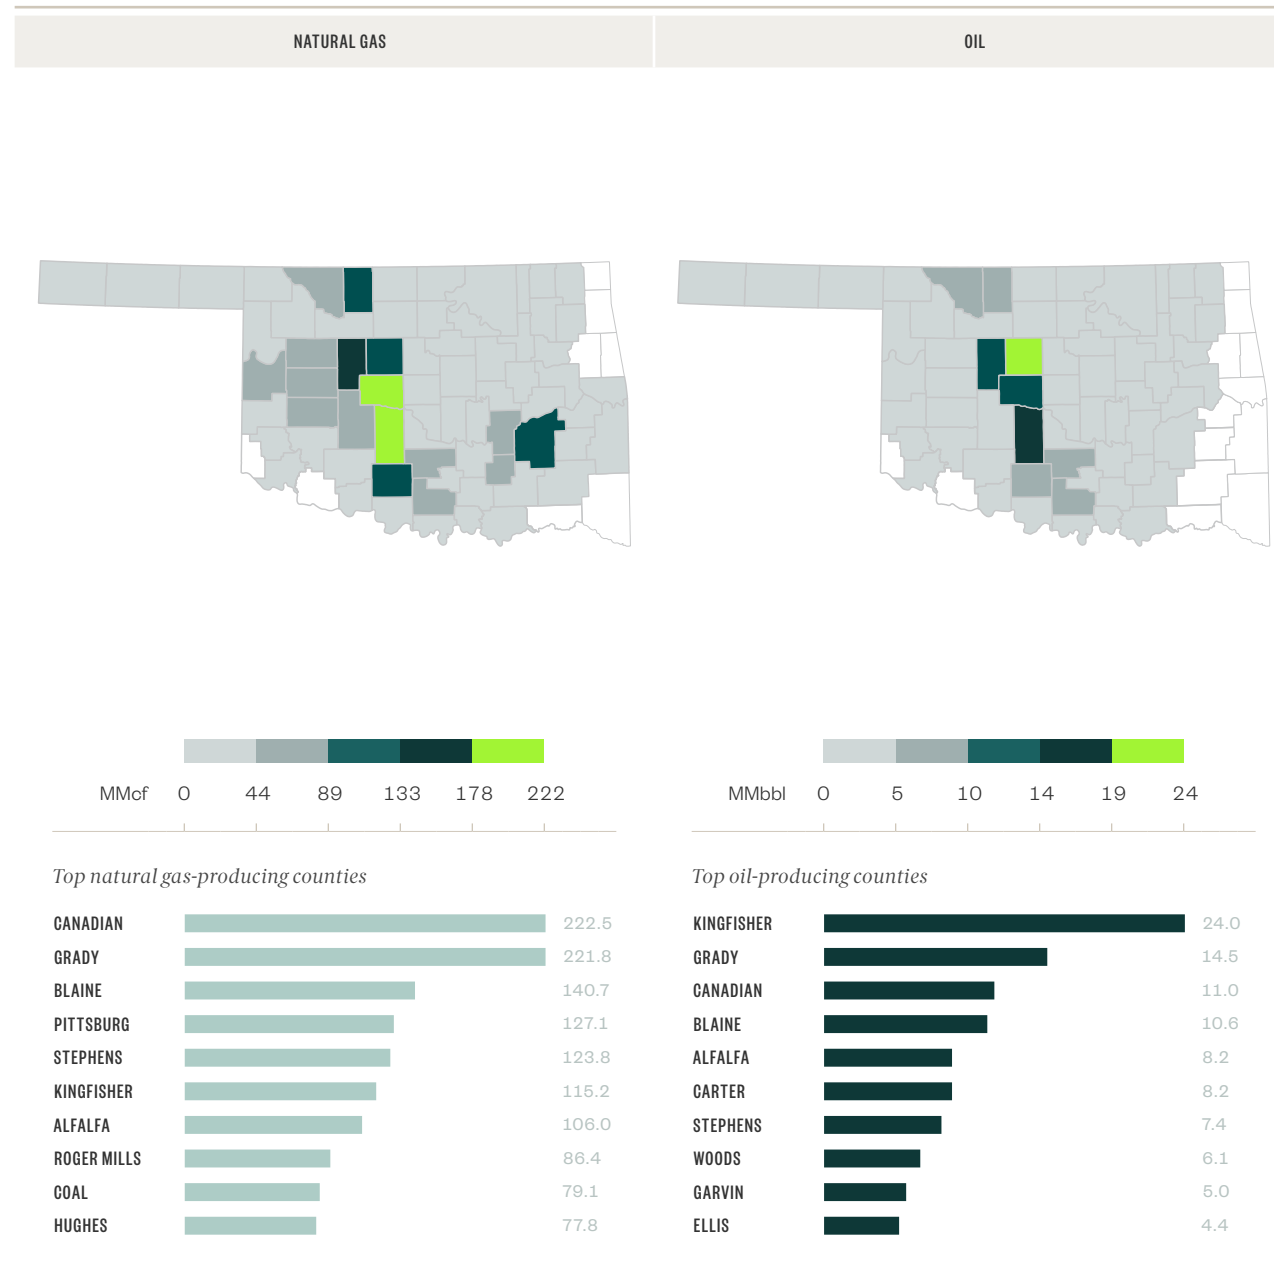 NATURAL GAS
OIL
MMcf 0 44 89 133 178 222
MMbbl 0 5 10 14 19 24
Top natural gas-producing counties
CANADIAN 222.5
GRADY 221.8
BLAINE 140.7
PITTSBURG 127.1
STEPHENS 123.8
KINGFISHER 115.2
ALFALFA 106.0
ROGER MILLS 86.4
COAL 79.1
HUGHES 77.8
Top oil-producing counties
KINGFISHER 24.0
GRADY 14.5
CANADIAN 11.0
BLAINE 10.6
ALFALFA 8.2
CARTER 8.2
STEPHENS 7.4
WOODS 6.1
GARVIN 5.0
ELLIS 4.4